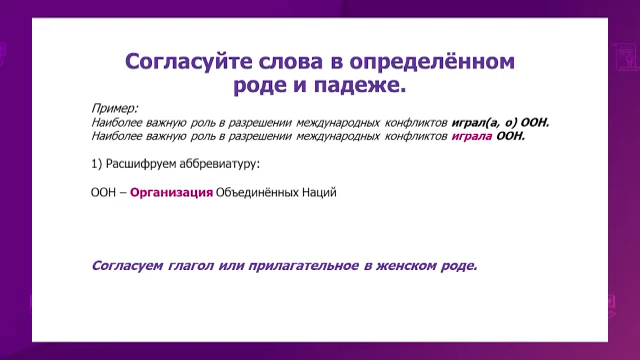 Согласуйте слова в определённом
роде и падеже.
Пример:
Наиболее важную роль в разрешении международных конфликтов играл(а, о) ООН.
Наиболее важную роль в разрешении международных конфликтов играла ООН.
1) Расшифруем аббревиатуру:
ООН – Организация Объединённых Наций
Согласуем глагол или прилагательное в женском роде.